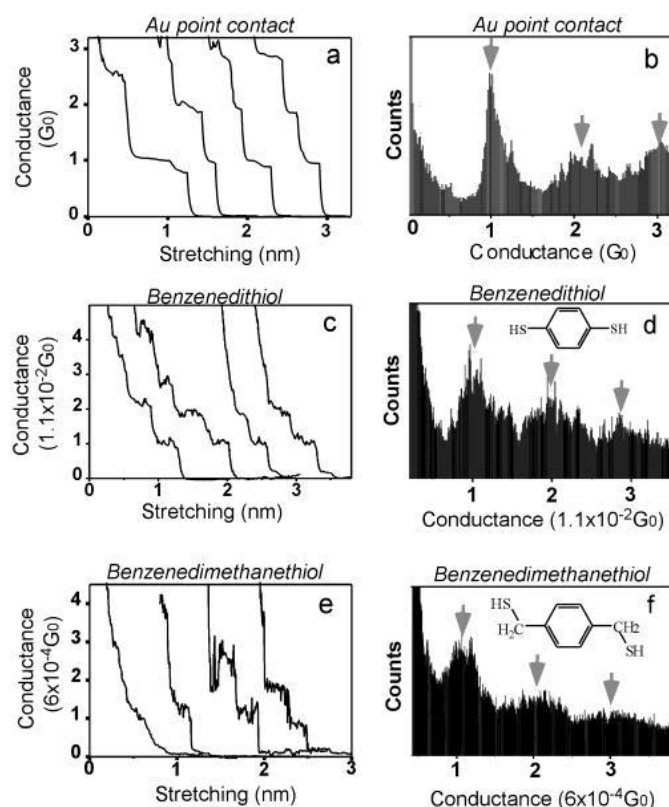 Au point contact
a
Conductance
(G0)
3
2
1
0
0 1 2 3
Stretching (nm)
Au point contact
b
Counts
0 1 2 3
Conductance (G0)
Benzenedithiol
c
Conductance
(1.1x10-2G0)
4
3
2
1
0
0 1 2 3
Stretching (nm)
Benzenedithiol
d
HS SH
Counts
1 2 3
Conductance (1.1x10-2G0)
Benzenedimethanethiol
e
Conductance
(6x10-4G0)
4
3
2
1
0
0 1 2 3
Stretching (nm)
Benzenedimethanethiol
f
HS
H2C
CH2
SH
Counts
1 2 3
Conductance (6x10-4G0)